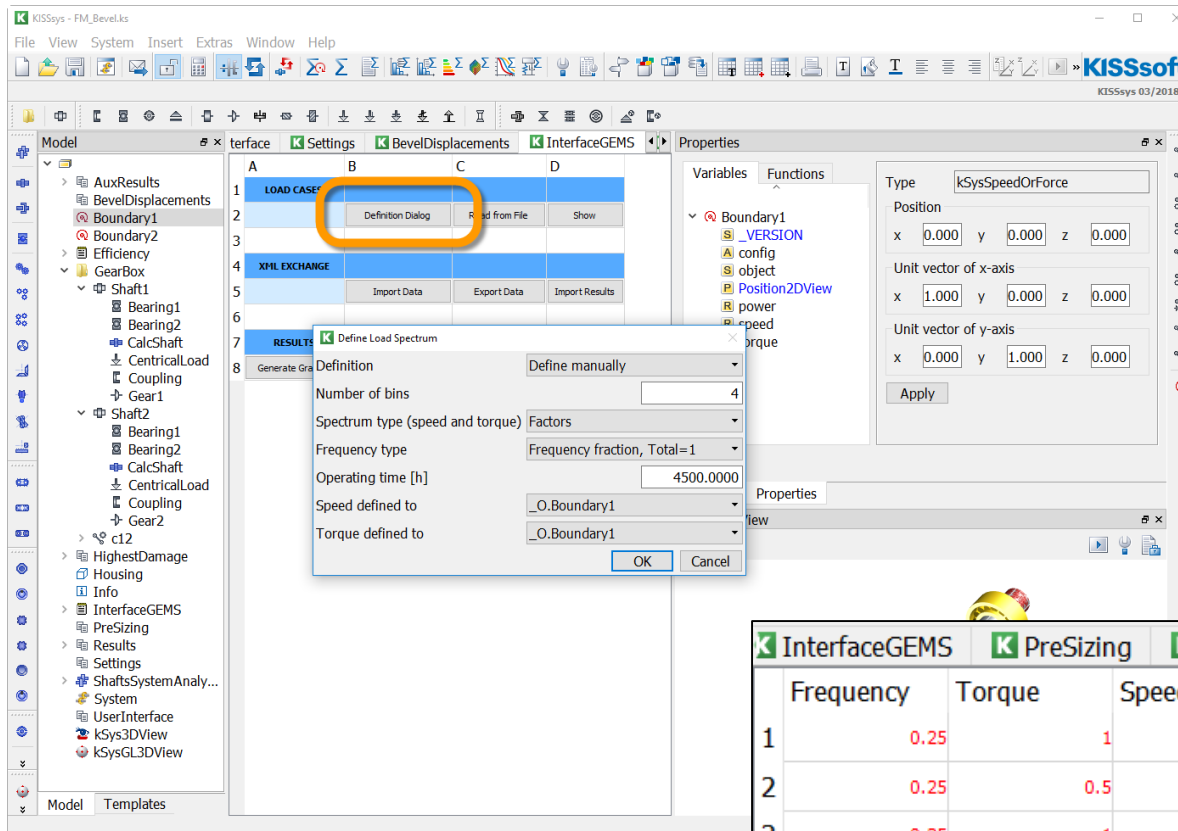 KISSsys - FM_Bevel.ks
File View System Insert Extras Window Help
» KISSsoft
KISSsys 03/2018
Model
terface Settings BevelDisplacements InterfaceGEMS
Properties
AuxResults
BevelDisplacements
Boundary1
Boundary2
Efficiency
GearBox
Shaft1
Bearing1
Bearing2
CalcShaft
CentricalLoad
Coupling
Gear1
Shaft2
Bearing1
Bearing2
CalcShaft
CentricalLoad
Coupling
Gear2
c12
HighestDamage
Housing
Info
InterfaceGEMS
PreSizing
Results
Settings
ShaftsSystemAnaly...
System
UserInterface
kSys3DView
kSysGL3DView
Model Templates
A B C D
1 LOAD CASES
2 Definition Dialog Read from File Show
3
4 XML EXCHANGE
5 Import Data Export Data Import Results
6
7 RESULTS
8 Generate Gra
Define Load Spectrum
Definition Define manually
Number of bins 4
Spectrum type (speed and torque) Factors
Frequency type Frequency fraction, Total=1
Operating time [h] 4500.0000
Speed defined to _O.Boundary1
Torque defined to _O.Boundary1
OK Cancel
Variables Functions
Boundary1
_VERSION
config
object
Position2DView
power
speed
orque
Type kSysSpeedOrForce
Position
x 0.000 y 0.000 z 0.000
Unit vector of x-axis
x 1.000 y 0.000 z 0.000
Unit vector of y-axis
x 0.000 y 1.000 z 0.000
Apply
Properties
InterfaceGEMS PreSizing
Frequency Torque Speed
1 0.25 1
2 0.25 0.5